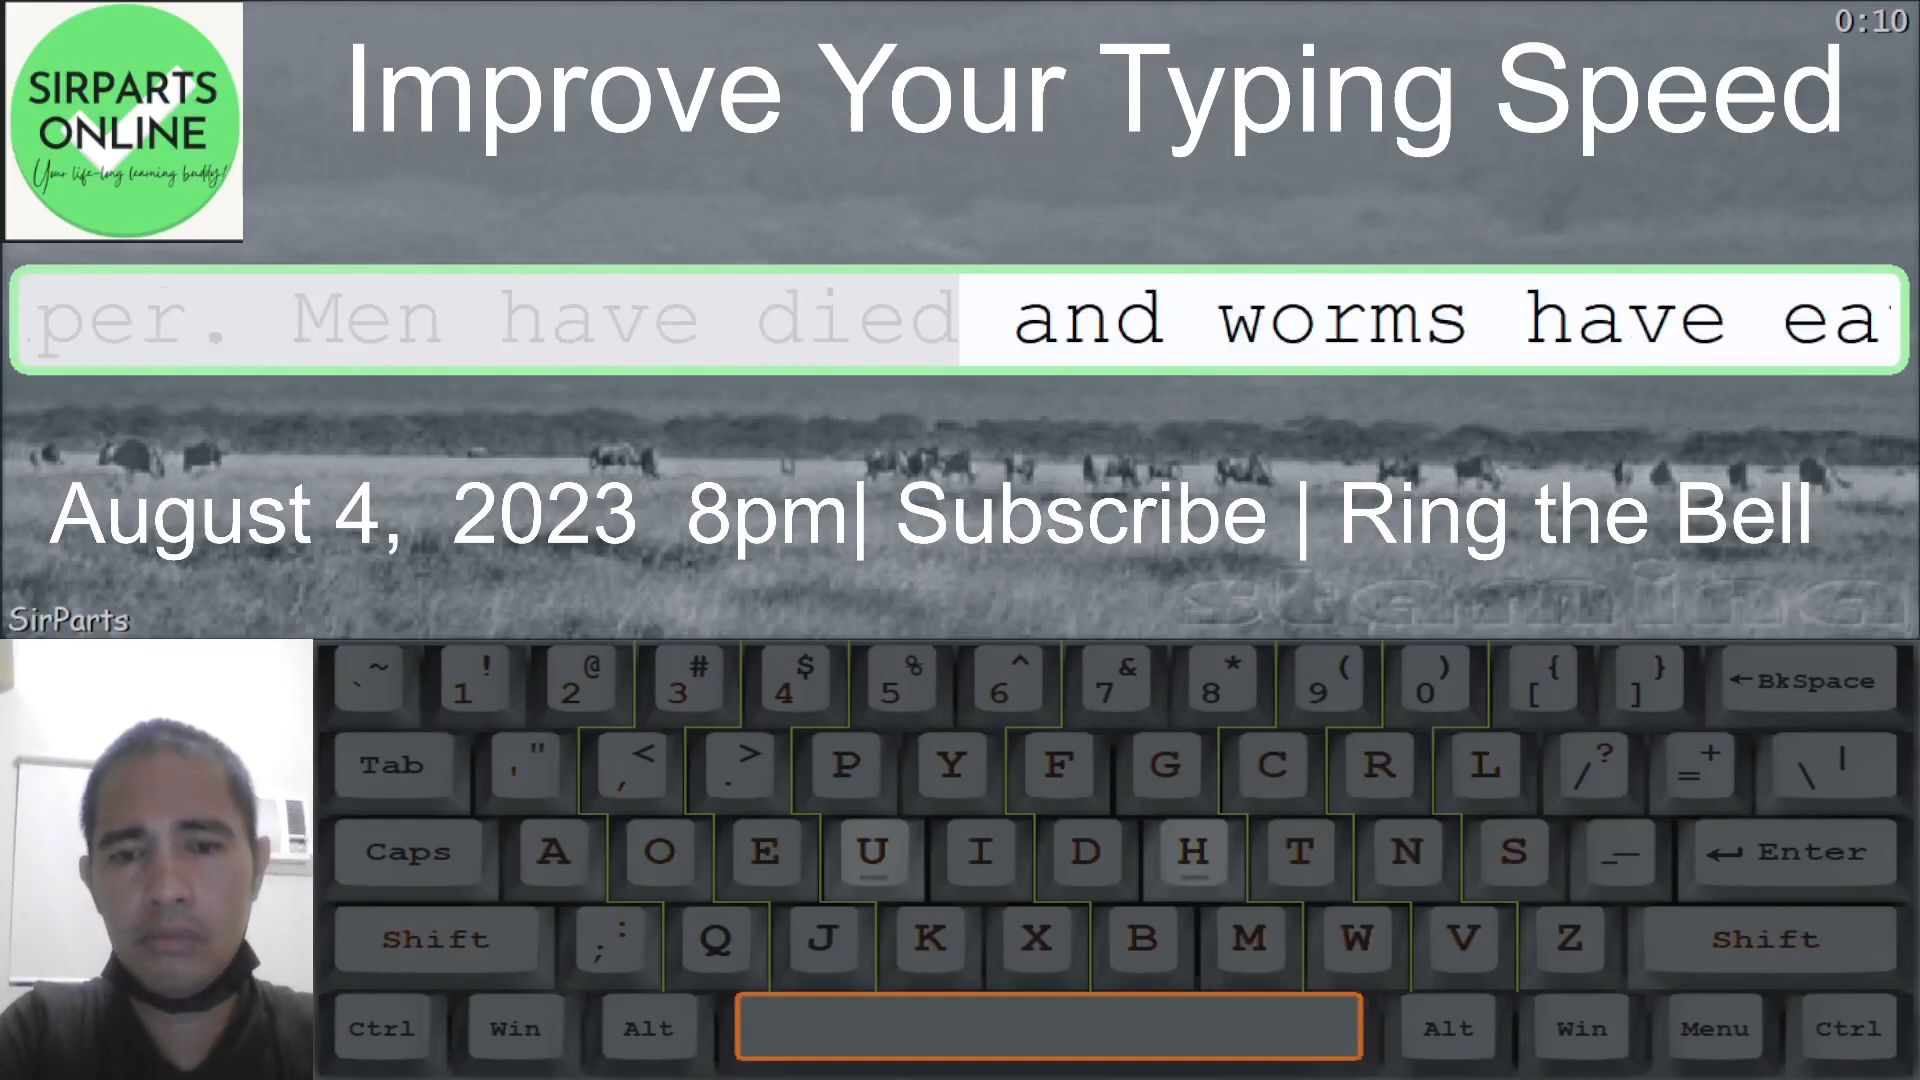 0:10
SIRPARTS
ONLINE
Your life-long learning buddy!
Improve Your Typing Speed
per. Men have died and worms have ea
August 4, 2023 8pm| Subscribe | Ring the Bell
stamina
SirParts
~ ` ! 1 @ 2 # 3 $ 4 % 5 ^ 6 & 7 * 8 ( 9 ) 0 { [ } ] ←BkSpace
Tab " ' < , > . P Y F G C R L ? / + = | \
Caps A O E U I D H T N S _ - ↵ Enter
Shift : ; Q J K X B M W V Z Shift
Ctrl Win Alt Alt Win Menu Ctrl